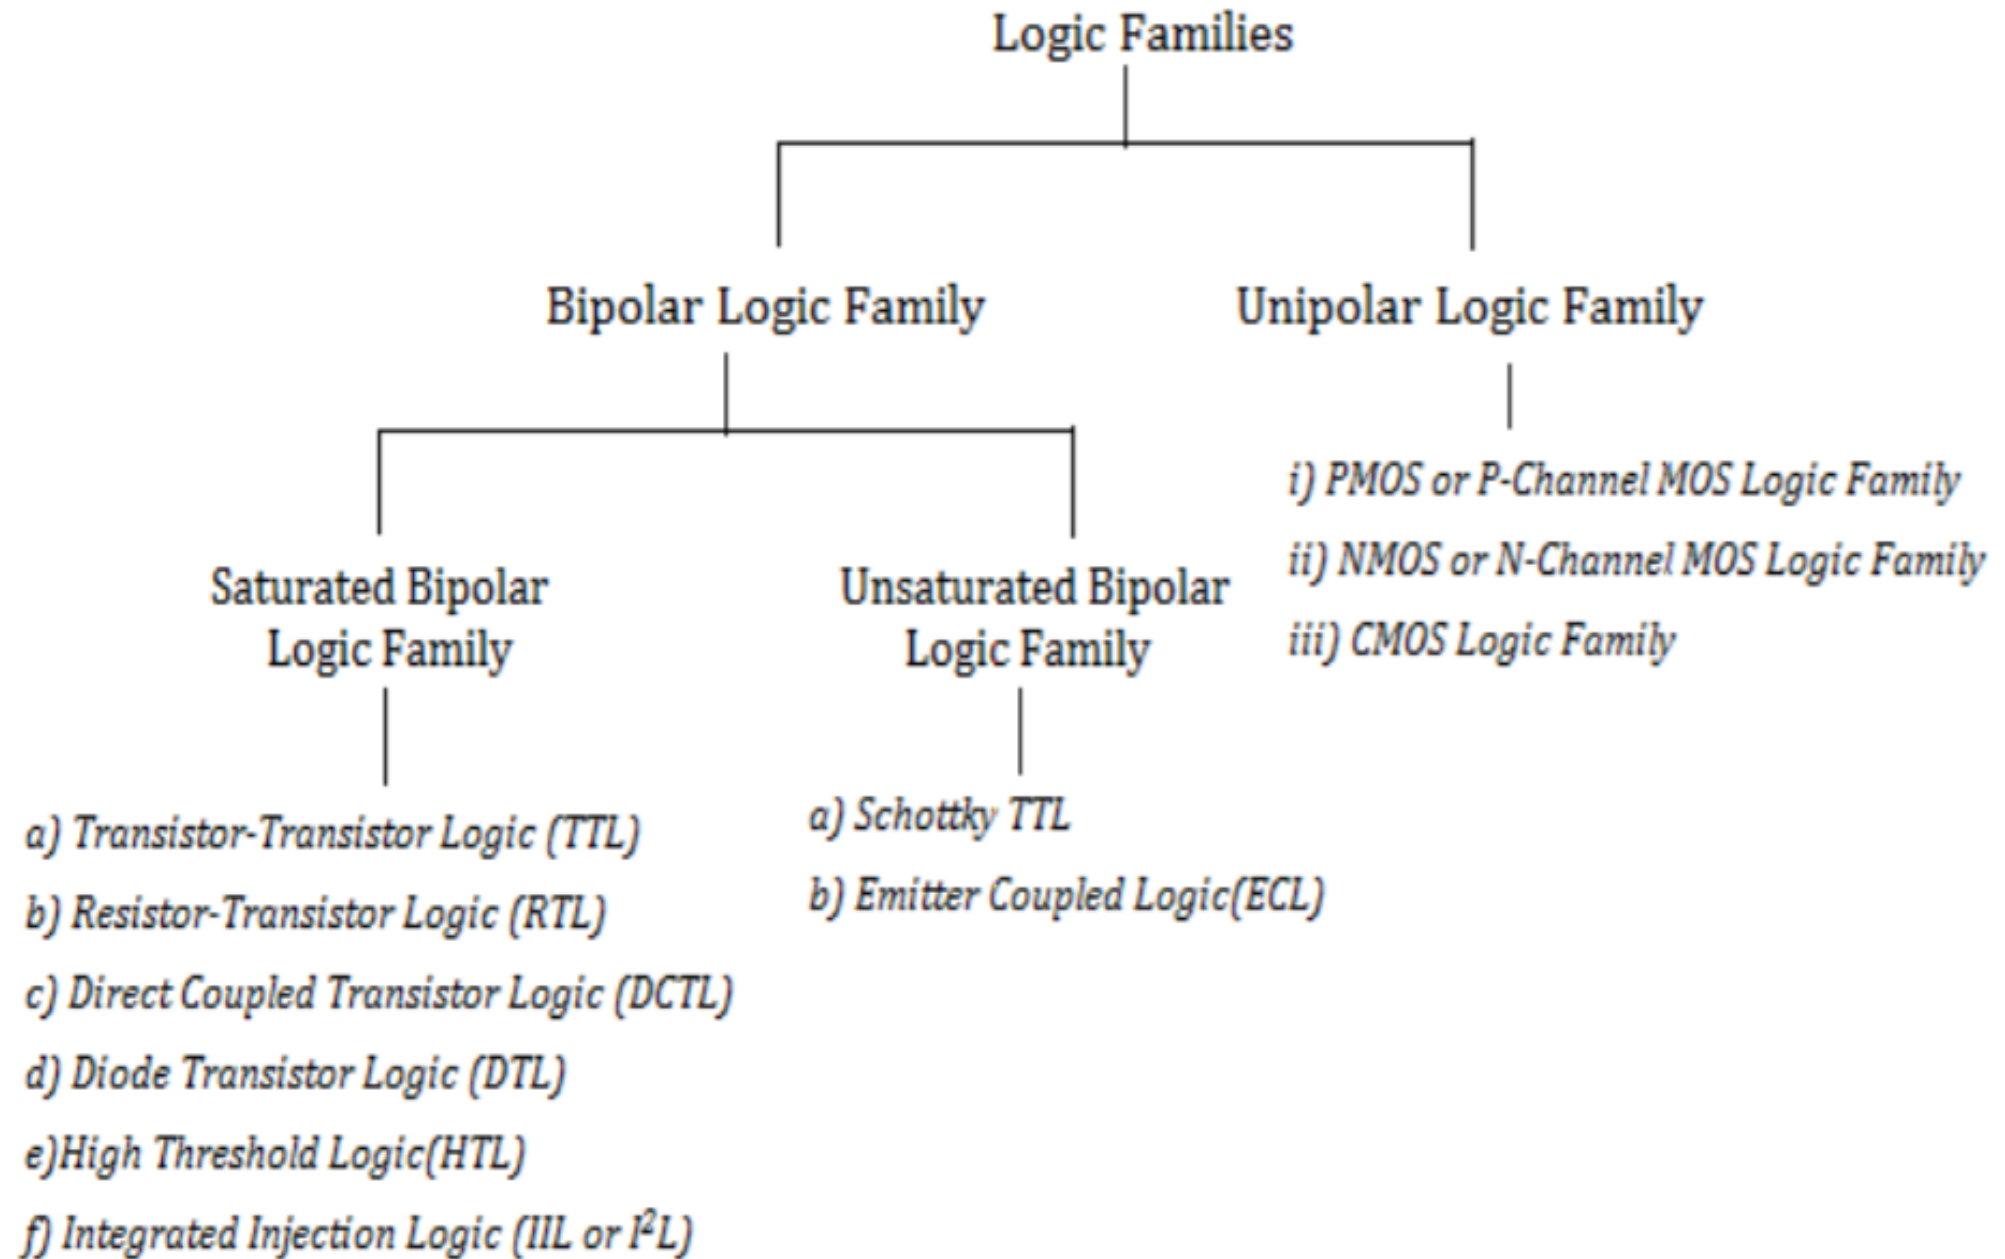 Logic Families
Bipolar Logic Family
Unipolar Logic Family
Saturated Bipolar
Logic Family
a) Transistor-Transistor Logic (TTL)
b) Resistor-Transistor Logic (RTL)
c) Direct Coupled Transistor Logic (DCTL)
d) Diode Transistor Logic (DTL)
e)High Threshold Logic(HTL)
f) Integrated Injection Logic (IIL or I²L)
Unsaturated Bipolar
Logic Family
a) Schottky TTL
b) Emitter Coupled Logic(ECL)
i) PMOS or P-Channel MOS Logic Family
ii) NMOS or N-Channel MOS Logic Family
iii) CMOS Logic Family